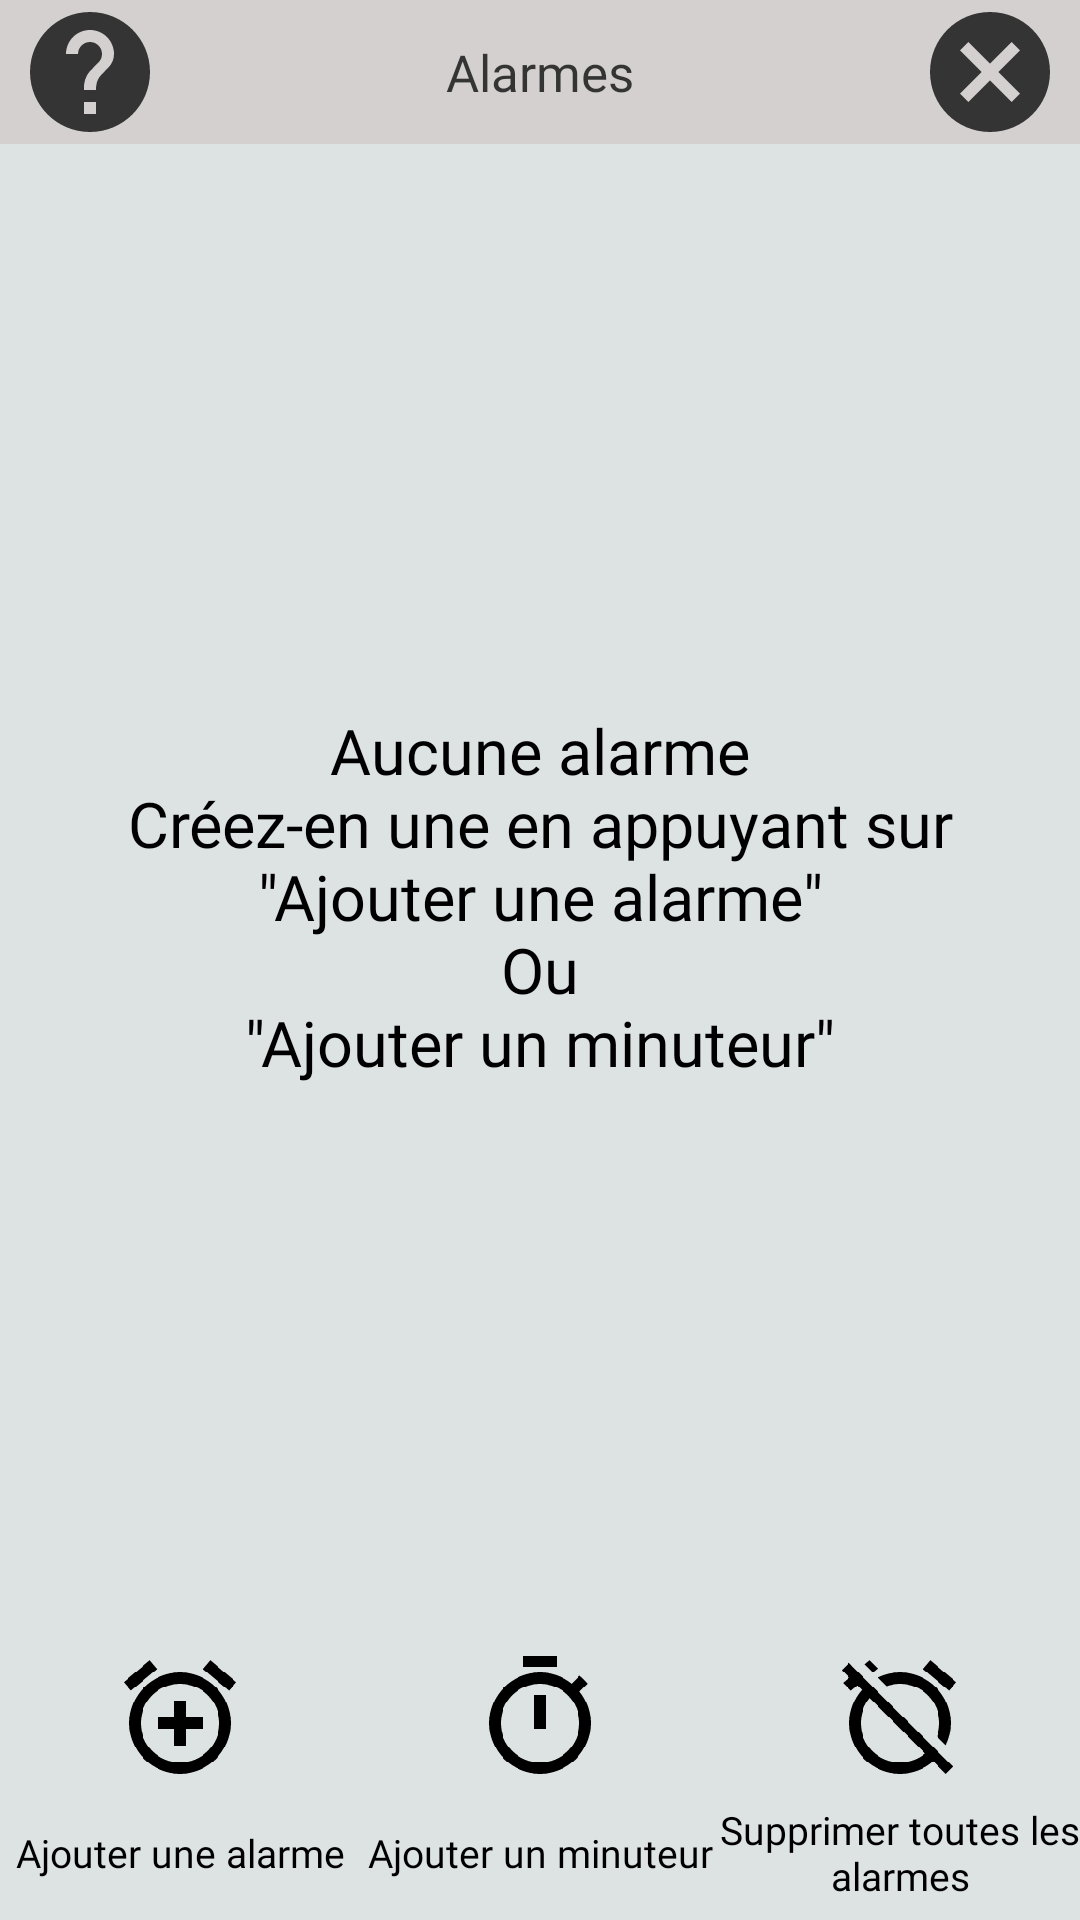 Alarmes
Aucune alarme
Créez-en une en appuyant sur
"Ajouter une alarme"
Ou
"Ajouter un minuteur"
Ajouter une alarme
Ajouter un minuteur
Supprimer toutes les
alarmes